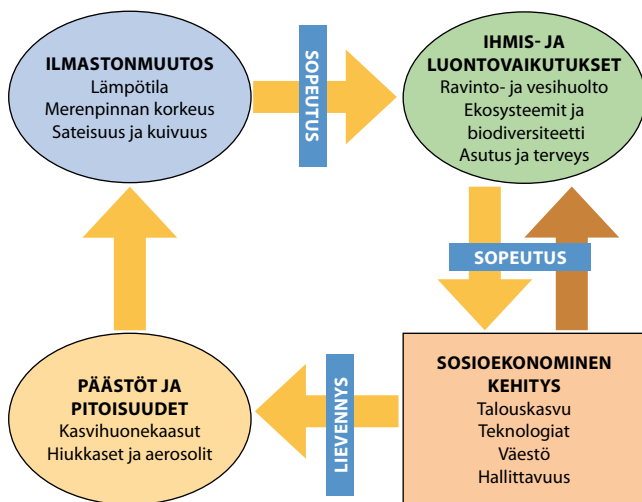 ILMASTONMUUTOS
Lämpötila
Merenpinnan korkeus
Sateisuus ja kuivuus
SOPEUTUS
IHMIS- JA
LUONTOVAIKUTUKSET
Ravinto- ja vesihuolto
Ekosysteemit ja
biodiversiteetti
Asutus ja terveys
SOPEUTUS
PÄÄSTÖT JA
PITOISUUDET
Kasvihuonekaasut
Hiukkaset ja aerosolit
LIEVENNYS
SOSIOEKONOMINEN
KEHITYS
Talouskasvu
Teknologiat
Väestö
Hallittavuus